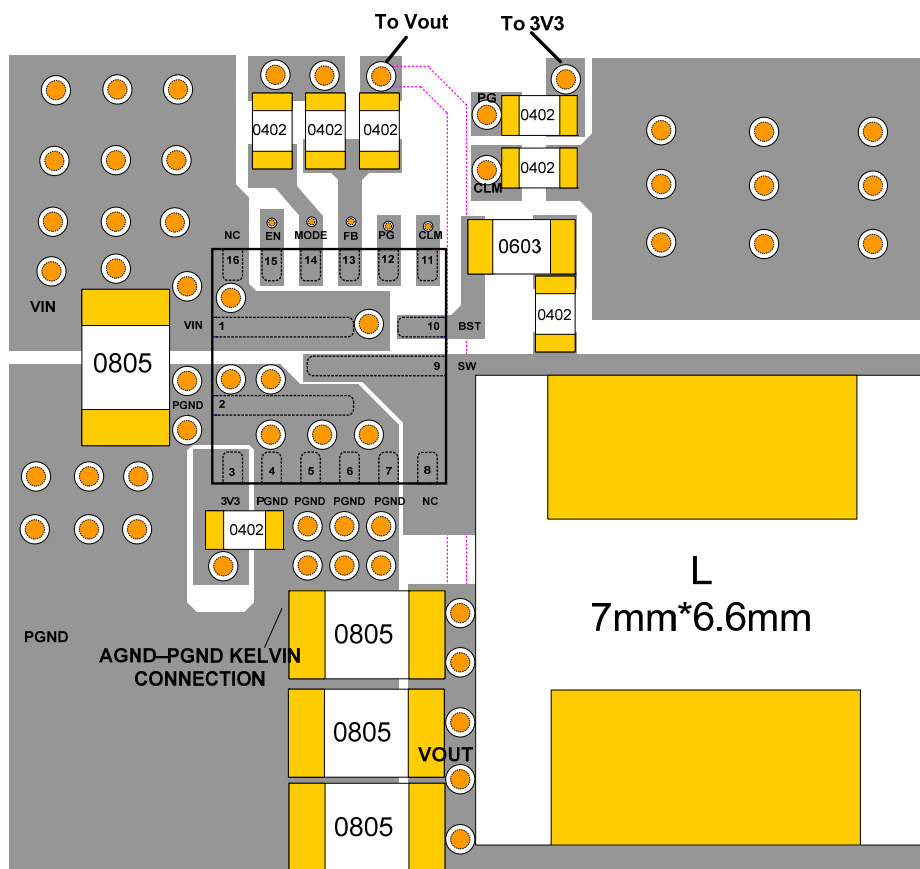 To Vout
To 3V3
PG
0402
0402
0402
0402
0402
CLM
NC
EN
MODE
FB
PG
CLM
16
15
14
13
12
11
0603
VIN
VIN
1
10
BST
0402
0805
9
SW
PGND
2
3
4
5
6
7
8
3V3
PGND
PGND
PGND
PGND
NC
0402
L
7mm*6.6mm
PGND
0805
AGND–PGND KELVIN
CONNECTION
0805
VOUT
0805